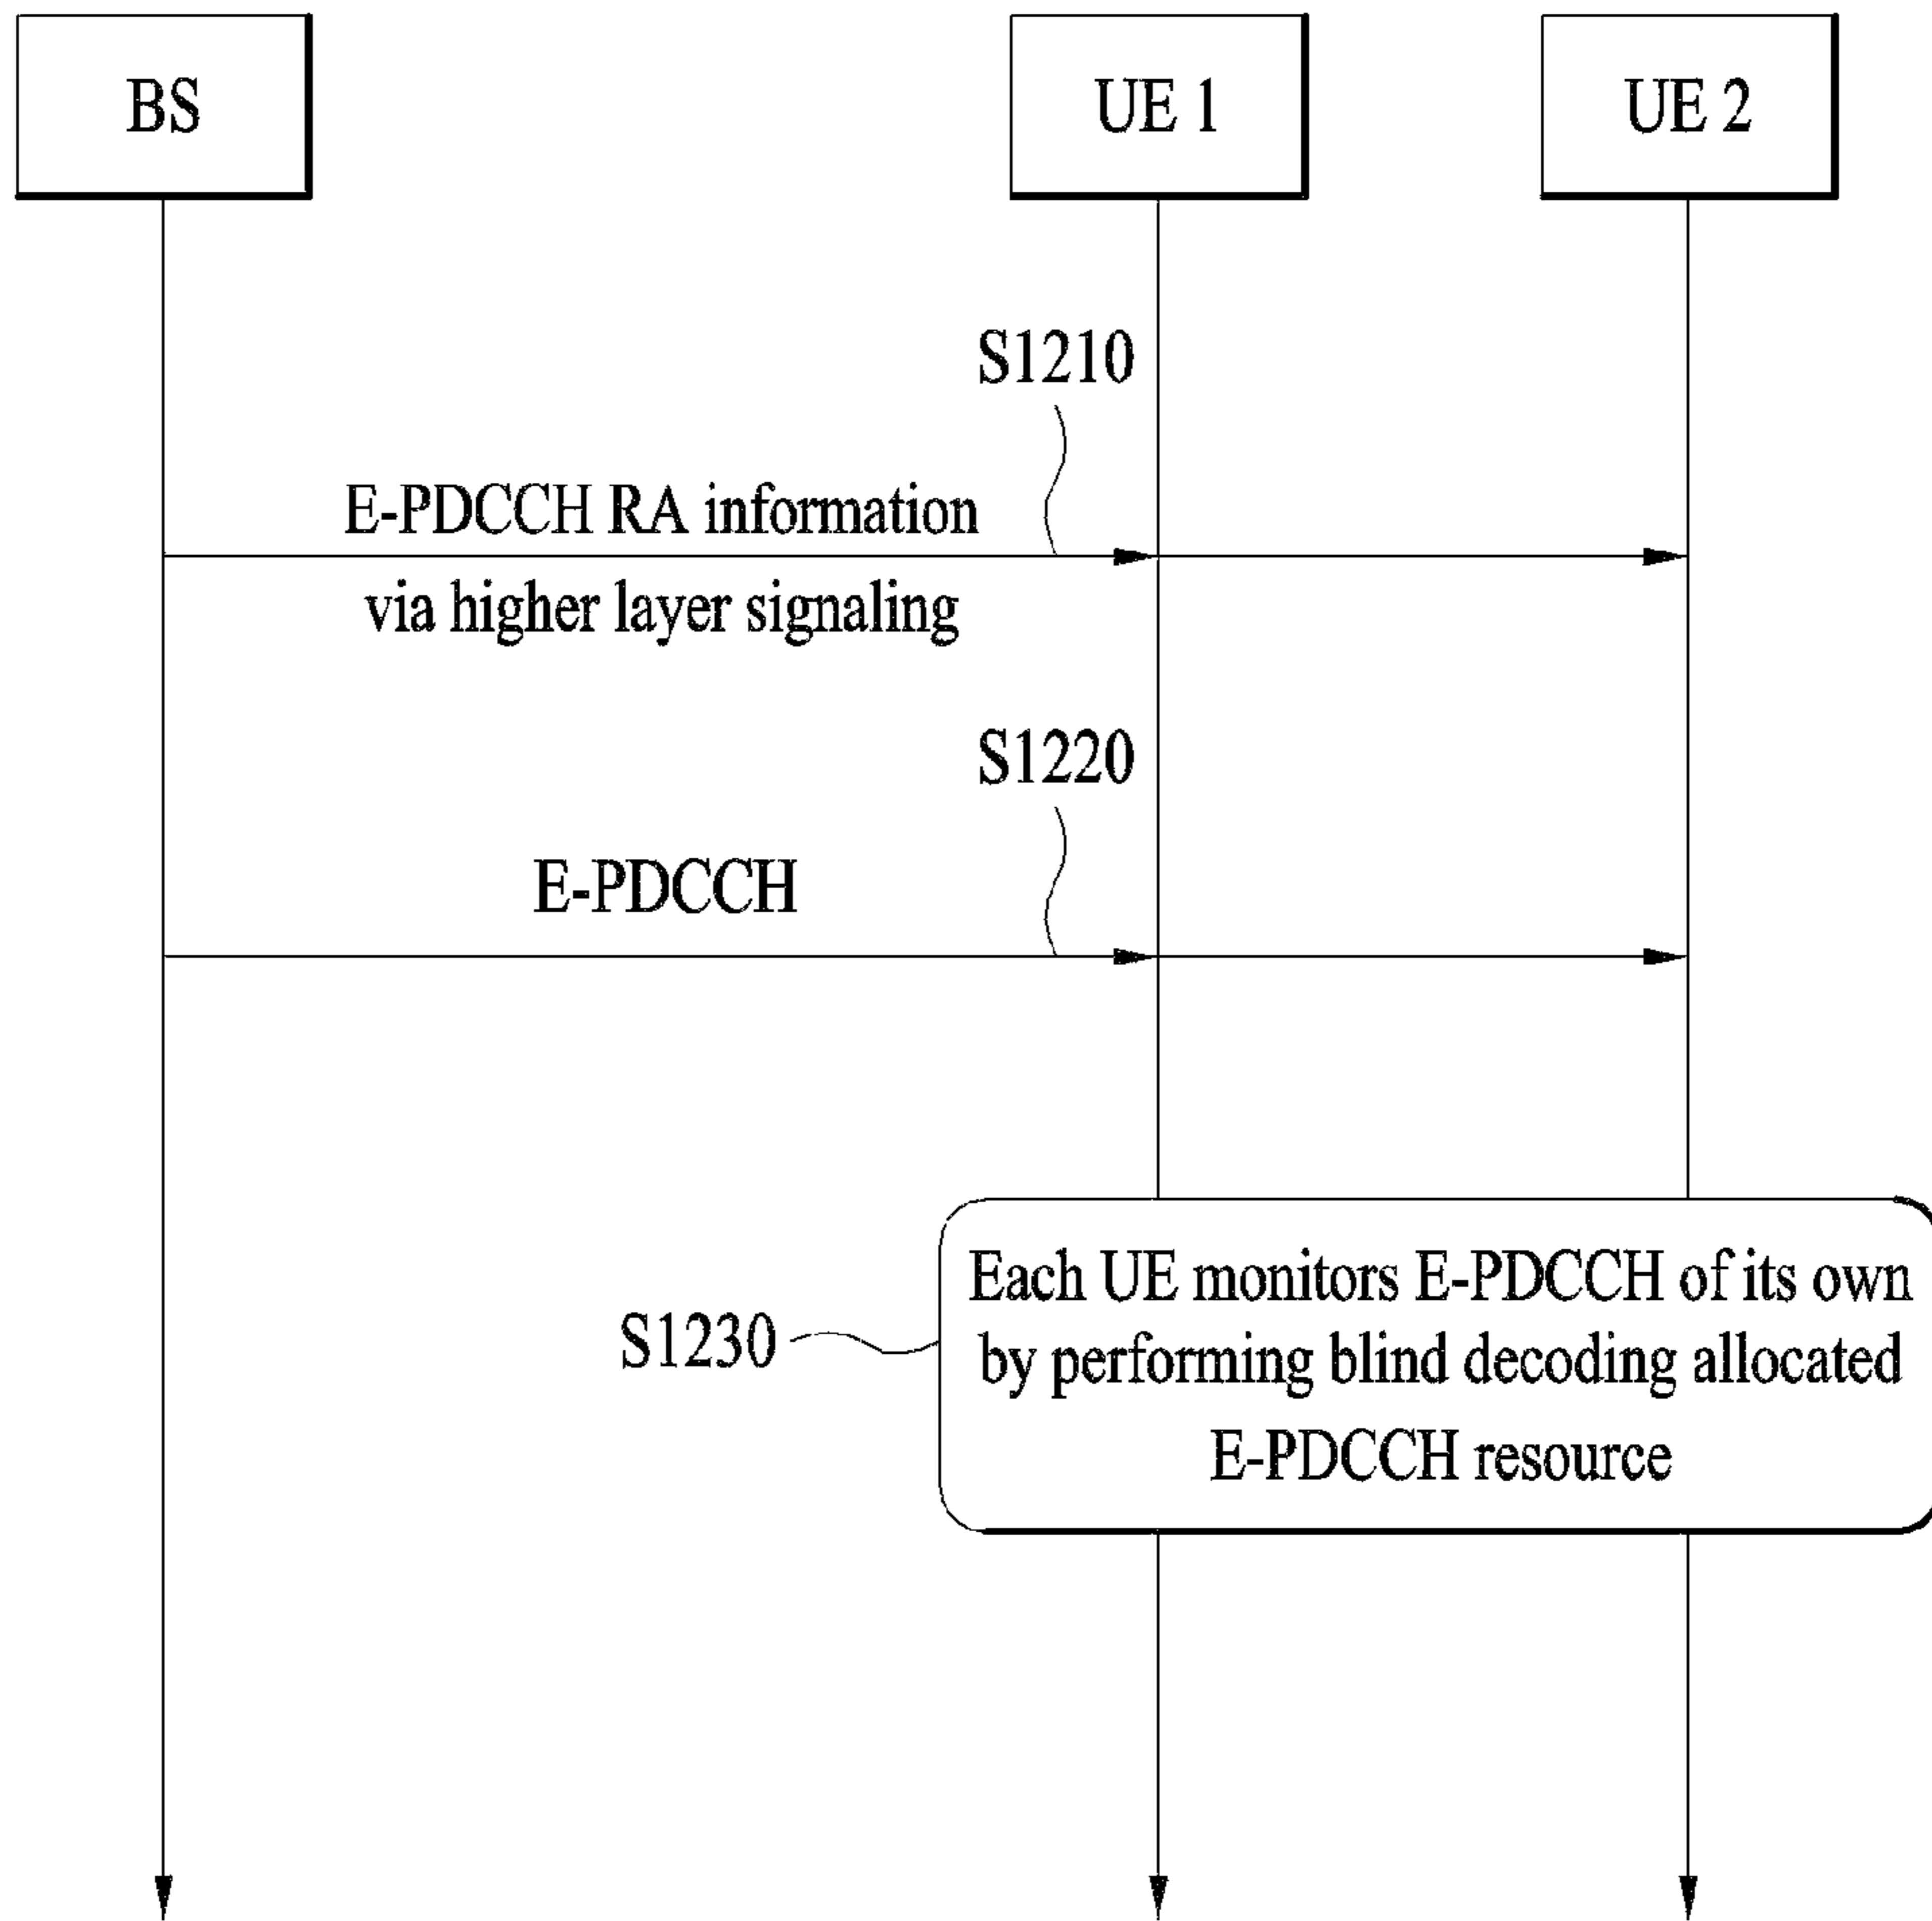 BS
UE 1
UE 2
S1210
E-PDCCH RA information
via higher layer signaling
S1220
E-PDCCH
Each UE monitors E-PDCCH of its own
S1230
by performing blind decoding allocated
E-PDCCH resource